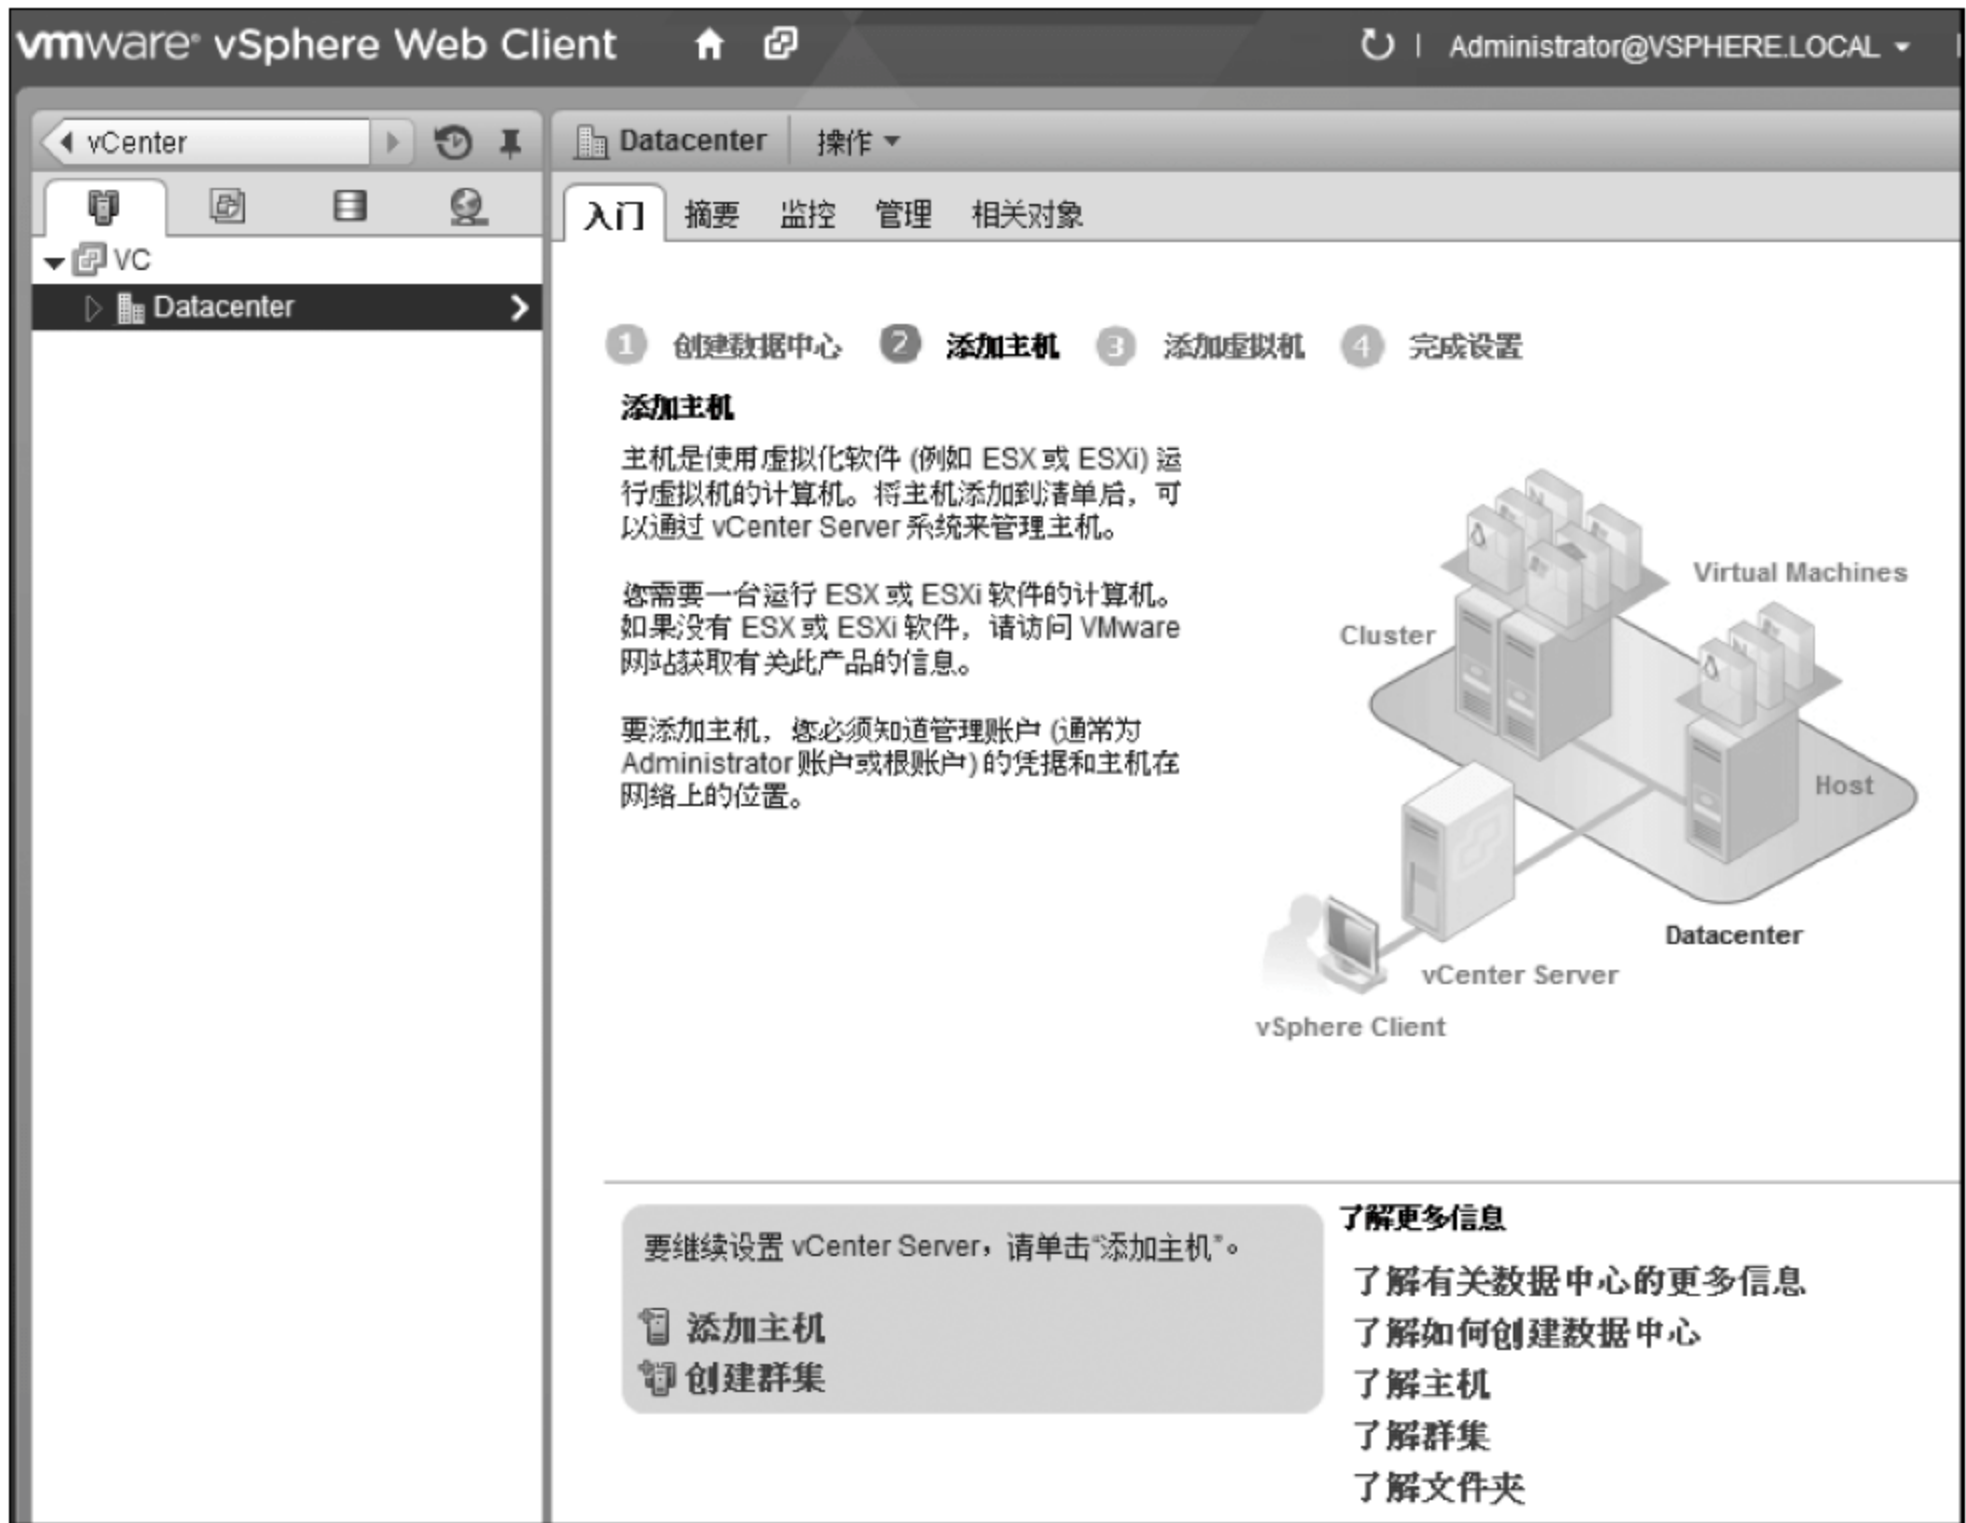 vmware® vSphere Web Client
Administrator@VSPHERE.LOCAL
vCenter
Datacenter 操作
入门 摘要 监控 管理 相关对象
VC
Datacenter
1 创建数据中心 2 添加主机 3 添加虚拟机 4 完成设置
添加主机
主机是使用虚拟化软件 (例如 ESX 或 ESXi) 运
行虚拟机的计算机。将主机添加到清单后，可
以通过 vCenter Server 系统来管理主机。
您需要一台运行 ESX 或 ESXi 软件的计算机。
如果没有 ESX 或 ESXi 软件，请访问 VMware
网站获取有关此产品的信息。
要添加主机，您必须知道管理账户 (通常为
Administrator 账户或根账户) 的凭据和主机在
网络上的位置。
Virtual Machines
Cluster
Host
Datacenter
vCenter Server
vSphere Client
要继续设置 vCenter Server，请单击“添加主机”。
添加主机
创建群集
了解更多信息
了解有关数据中心的更多信息
了解如何创建数据中心
了解主机
了解群集
了解文件夹